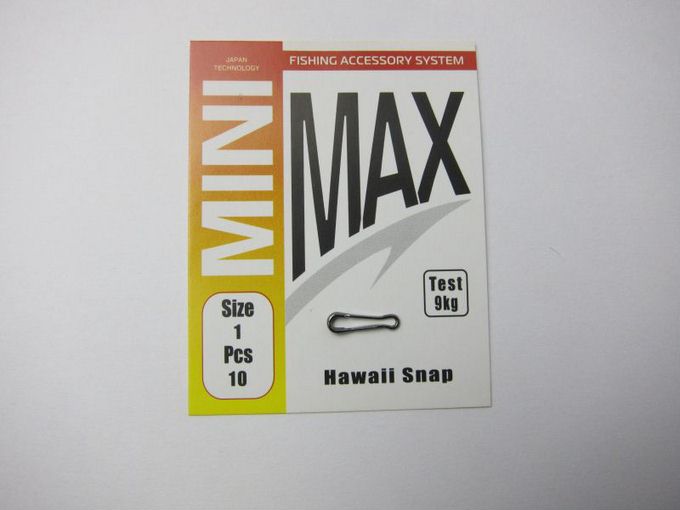 JAPAN
TECHNOLOGY
FISHING ACCESSORY SYSTEM
MINI
MAX
Test
9kg
Size
1
Pcs
10
Hawaii Snap